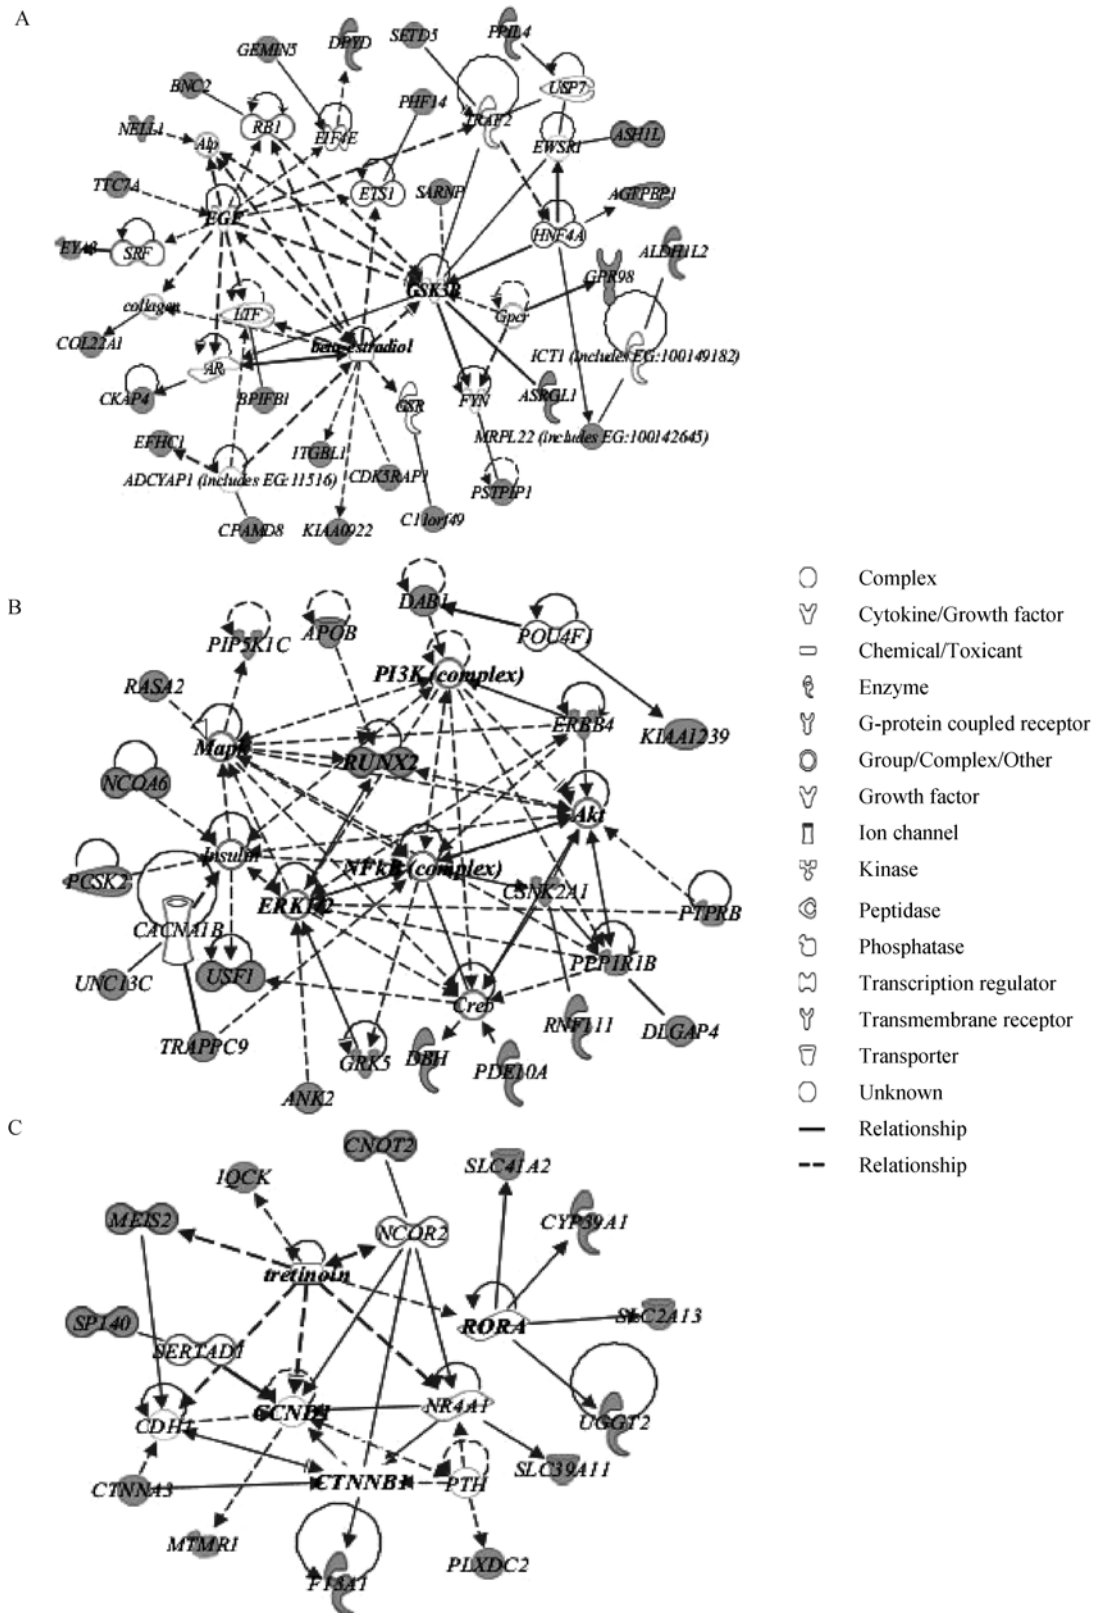 A
SETD5
PPIL4
GEMIN5
DPYD
BNC2
USP7
PHF14
NELL1
Alp
RB1
EIF4E
TRAF2
EWSR1
ASH1L
TTC7A
ETS1
SARNP
AGTPBP1
EGF
HNF4A
EYA3
SRF
ALDH1L2
GSK3B
GPR98
collagen
LTF
Gpcr
COL22A1
beta-estradiol
ICT1 (includes EG:100149182)
AR
CKAP4
BPIFB1
GSR
FYN
ASRGL1
EFHC1
ITGBL1
MRPL22 (includes EG:100142645)
ADCYAP1 (includes EG:11516)
CDK5RAP1
PSTPIP1
CPAMD8
KIAA0922
C11orf49
B
DAB1
PIP5K1C
APOB
POU4F1
PI3K (complex)
RASA2
ERBB4
KIAA1239
Mapk
RUNX2
NCOA6
Akt
Insulin
NFkB (complex)
PCSK2
CSNK2A1
ERK1/2
PTPRB
CACNA1B
UNC13C
USF1
PPP1R1B
Creb
RNF111
DLGAP4
TRAPPC9
GRK5
DBH
PDE10A
ANK2
Complex
Cytokine/Growth factor
Chemical/Toxicant
Enzyme
G-protein coupled receptor
Group/Complex/Other
Growth factor
Ion channel
Kinase
Peptidase
Phosphatase
Transcription regulator
Transmembrane receptor
Transporter
Unknown
Relationship
Relationship
C
CNOT2
SLC41A2
IQCK
MEIS2
NCOR2
CYP39A1
tretinoin
SP140
RORA
SLC2A13
SERTAD1
CDH1
CCND1
NR4A1
UGGT2
CTNNA3
CTNNB1
PTH
SLC39A11
MTMR1
F13A1
PLXDC2